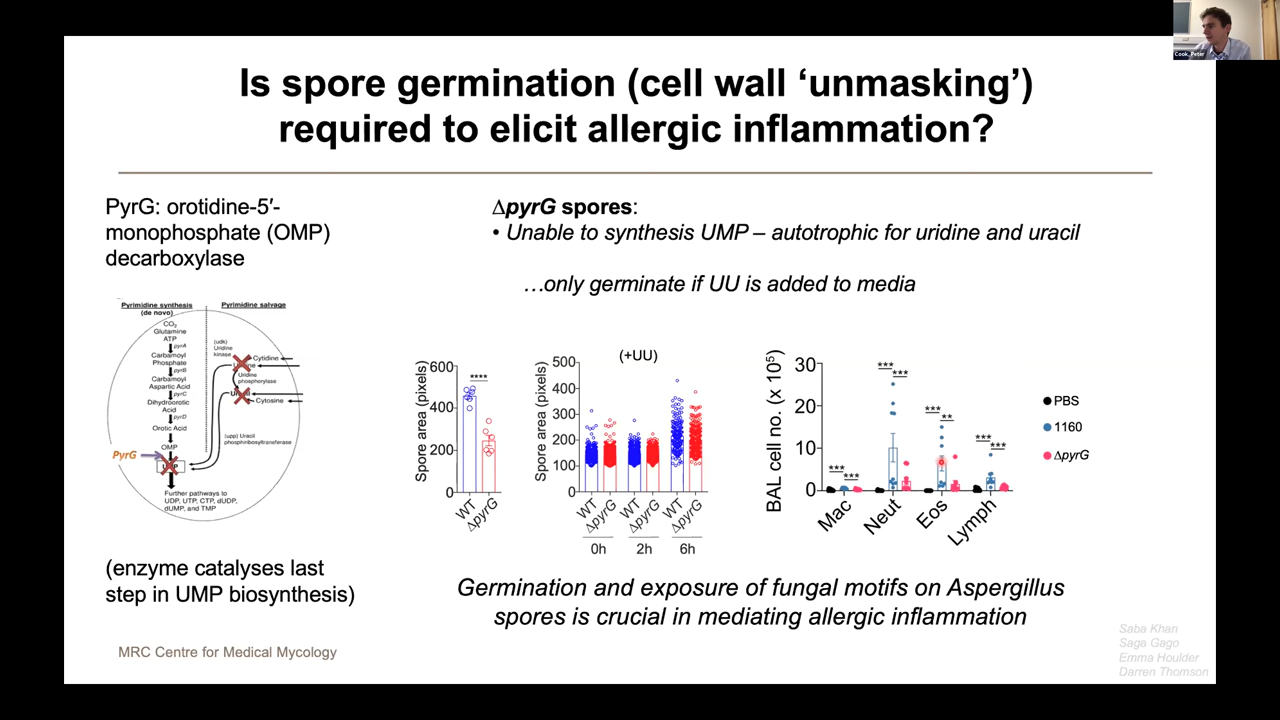 Cook, Peter
Is spore germination (cell wall ‘unmasking’)
required to elicit allergic inflammation?
PyrG: orotidine-5′-
monophosphate (OMP)
decarboxylase
ΔpyrG spores:
• Unable to synthesis UMP – autotrophic for uridine and uracil
…only germinate if UU is added to media
Pyrimidine synthesis
(de novo)
Pyrimidine salvage
CO2
Glutamine
ATP
pyrA
Carbamoyl
Phosphate
pyrB
Carbamoyl
Aspartic Acid
pyrC
Dihydroorotic
Acid
pyrD
Orotic Acid
OMP
PyrG
Further pathways to
UDP, UTP, CTP, dUDP,
dUMP, and TMP
(udk)
Uridine
kinase
Cytidine
Uridine
phosphorylase
Cytosine
(upp) Uracil
phosphiribosyltransferase
Spore area (pixels)
600
400
200
0
****
WT
ΔpyrG
(+UU)
Spore area (pixels)
500
400
300
200
100
0
WT
ΔpyrG
WT
ΔpyrG
WT
ΔpyrG
0h
2h
6h
BAL cell no. (x 10⁵)
30
20
10
0
***
***
***
***
***
**
***
***
Mac
Neut
Eos
Lymph
PBS
1160
ΔpyrG
(enzyme catalyses last
step in UMP biosynthesis)
Germination and exposure of fungal motifs on Aspergillus
spores is crucial in mediating allergic inflammation
MRC Centre for Medical Mycology
Saba Khan
Saga Gago
Emma Houlder
Darren Thomson